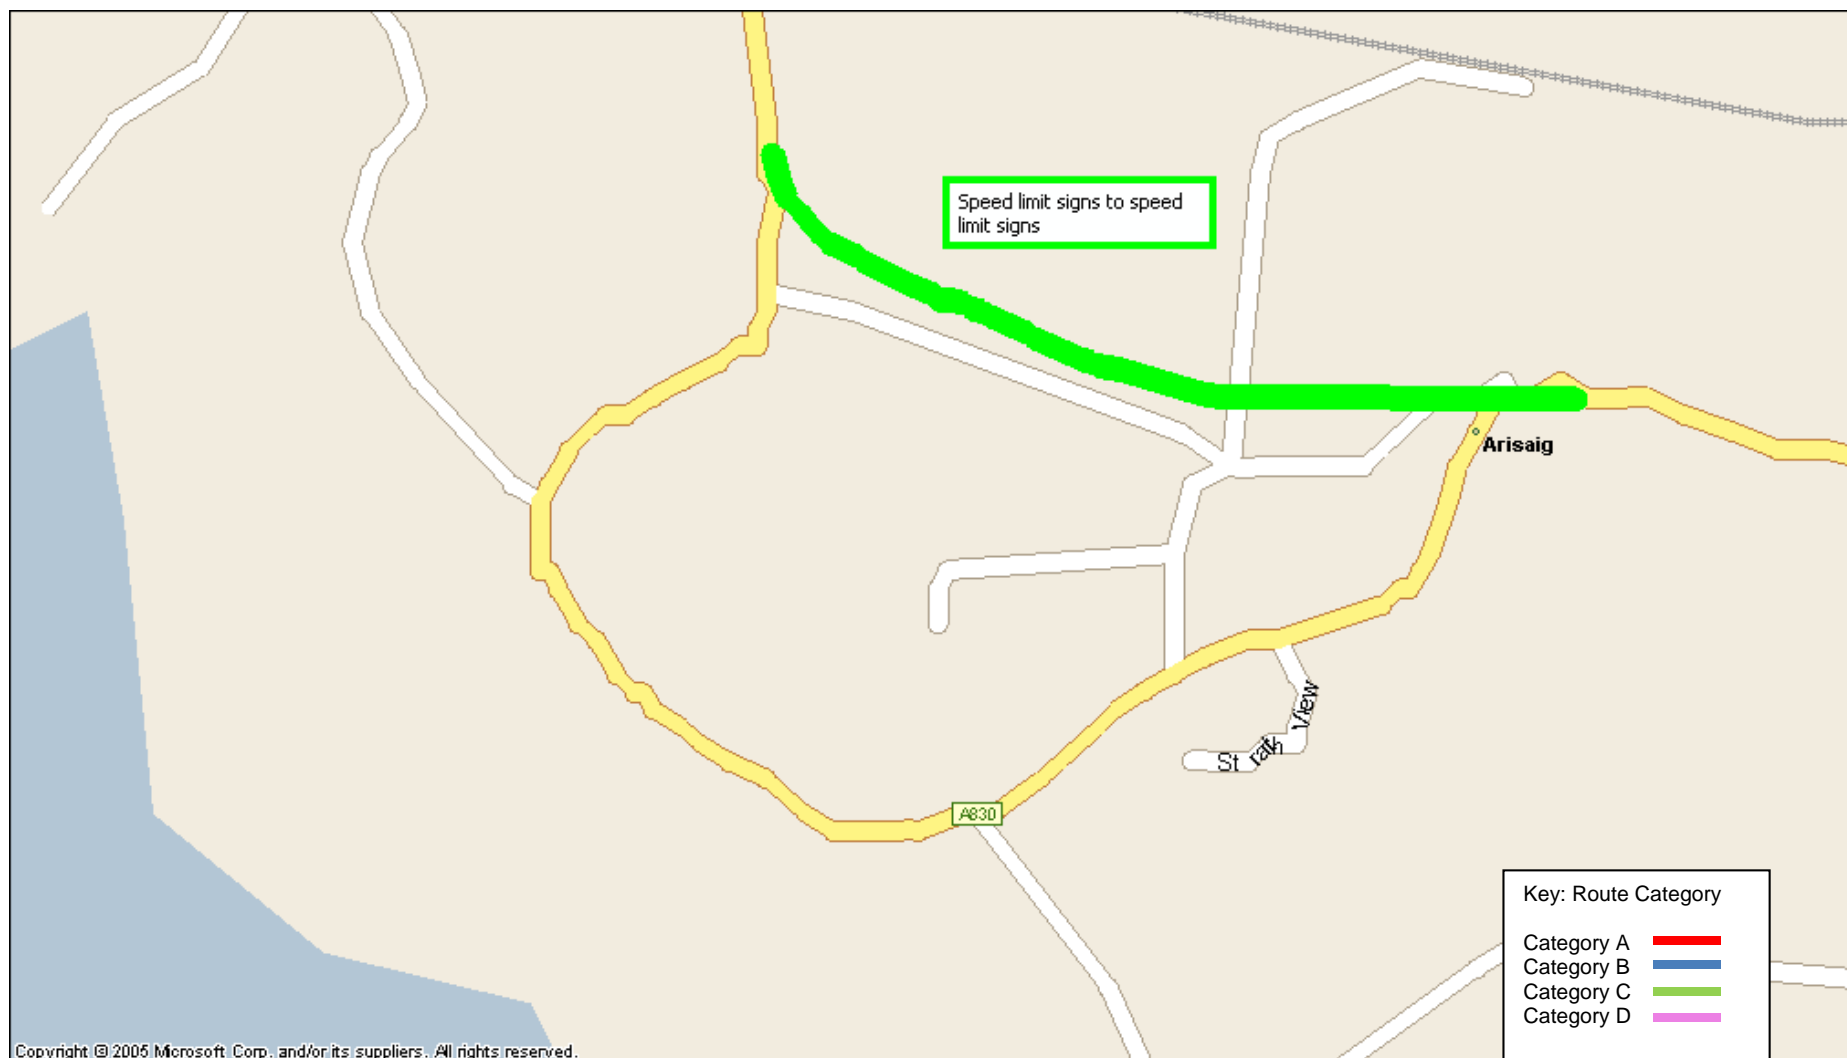 Speed limit signs to speed
limit signs
Arisaig
Strath View
A830
Key: Route Category
Category A
Category B
Category C
Category D
Copyright © 2005 Microsoft Corp. and/or its suppliers. All rights reserved.